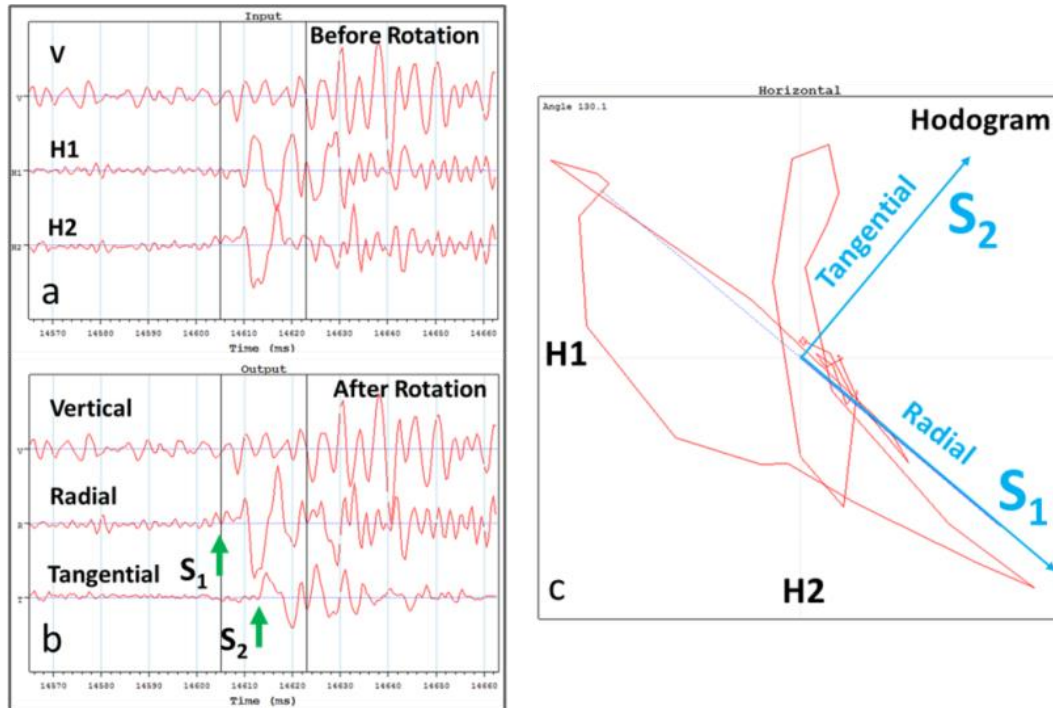 Input
Before Rotation
V
V
H1
H1
H2
H2
a
14570 14580 14590 14600 14610 14620 14630 14640 14650 14660
Time (ms)
Output
After Rotation
Vertical
V
Radial
R
S1
Tangential
T
S2
b
14570 14580 14590 14600 14610 14620 14630 14640 14650 14660
Time (ms)
Horizontal
Angle 130.1
Hodogram
Tangential
S2
H1
Radial
S1
C
H2